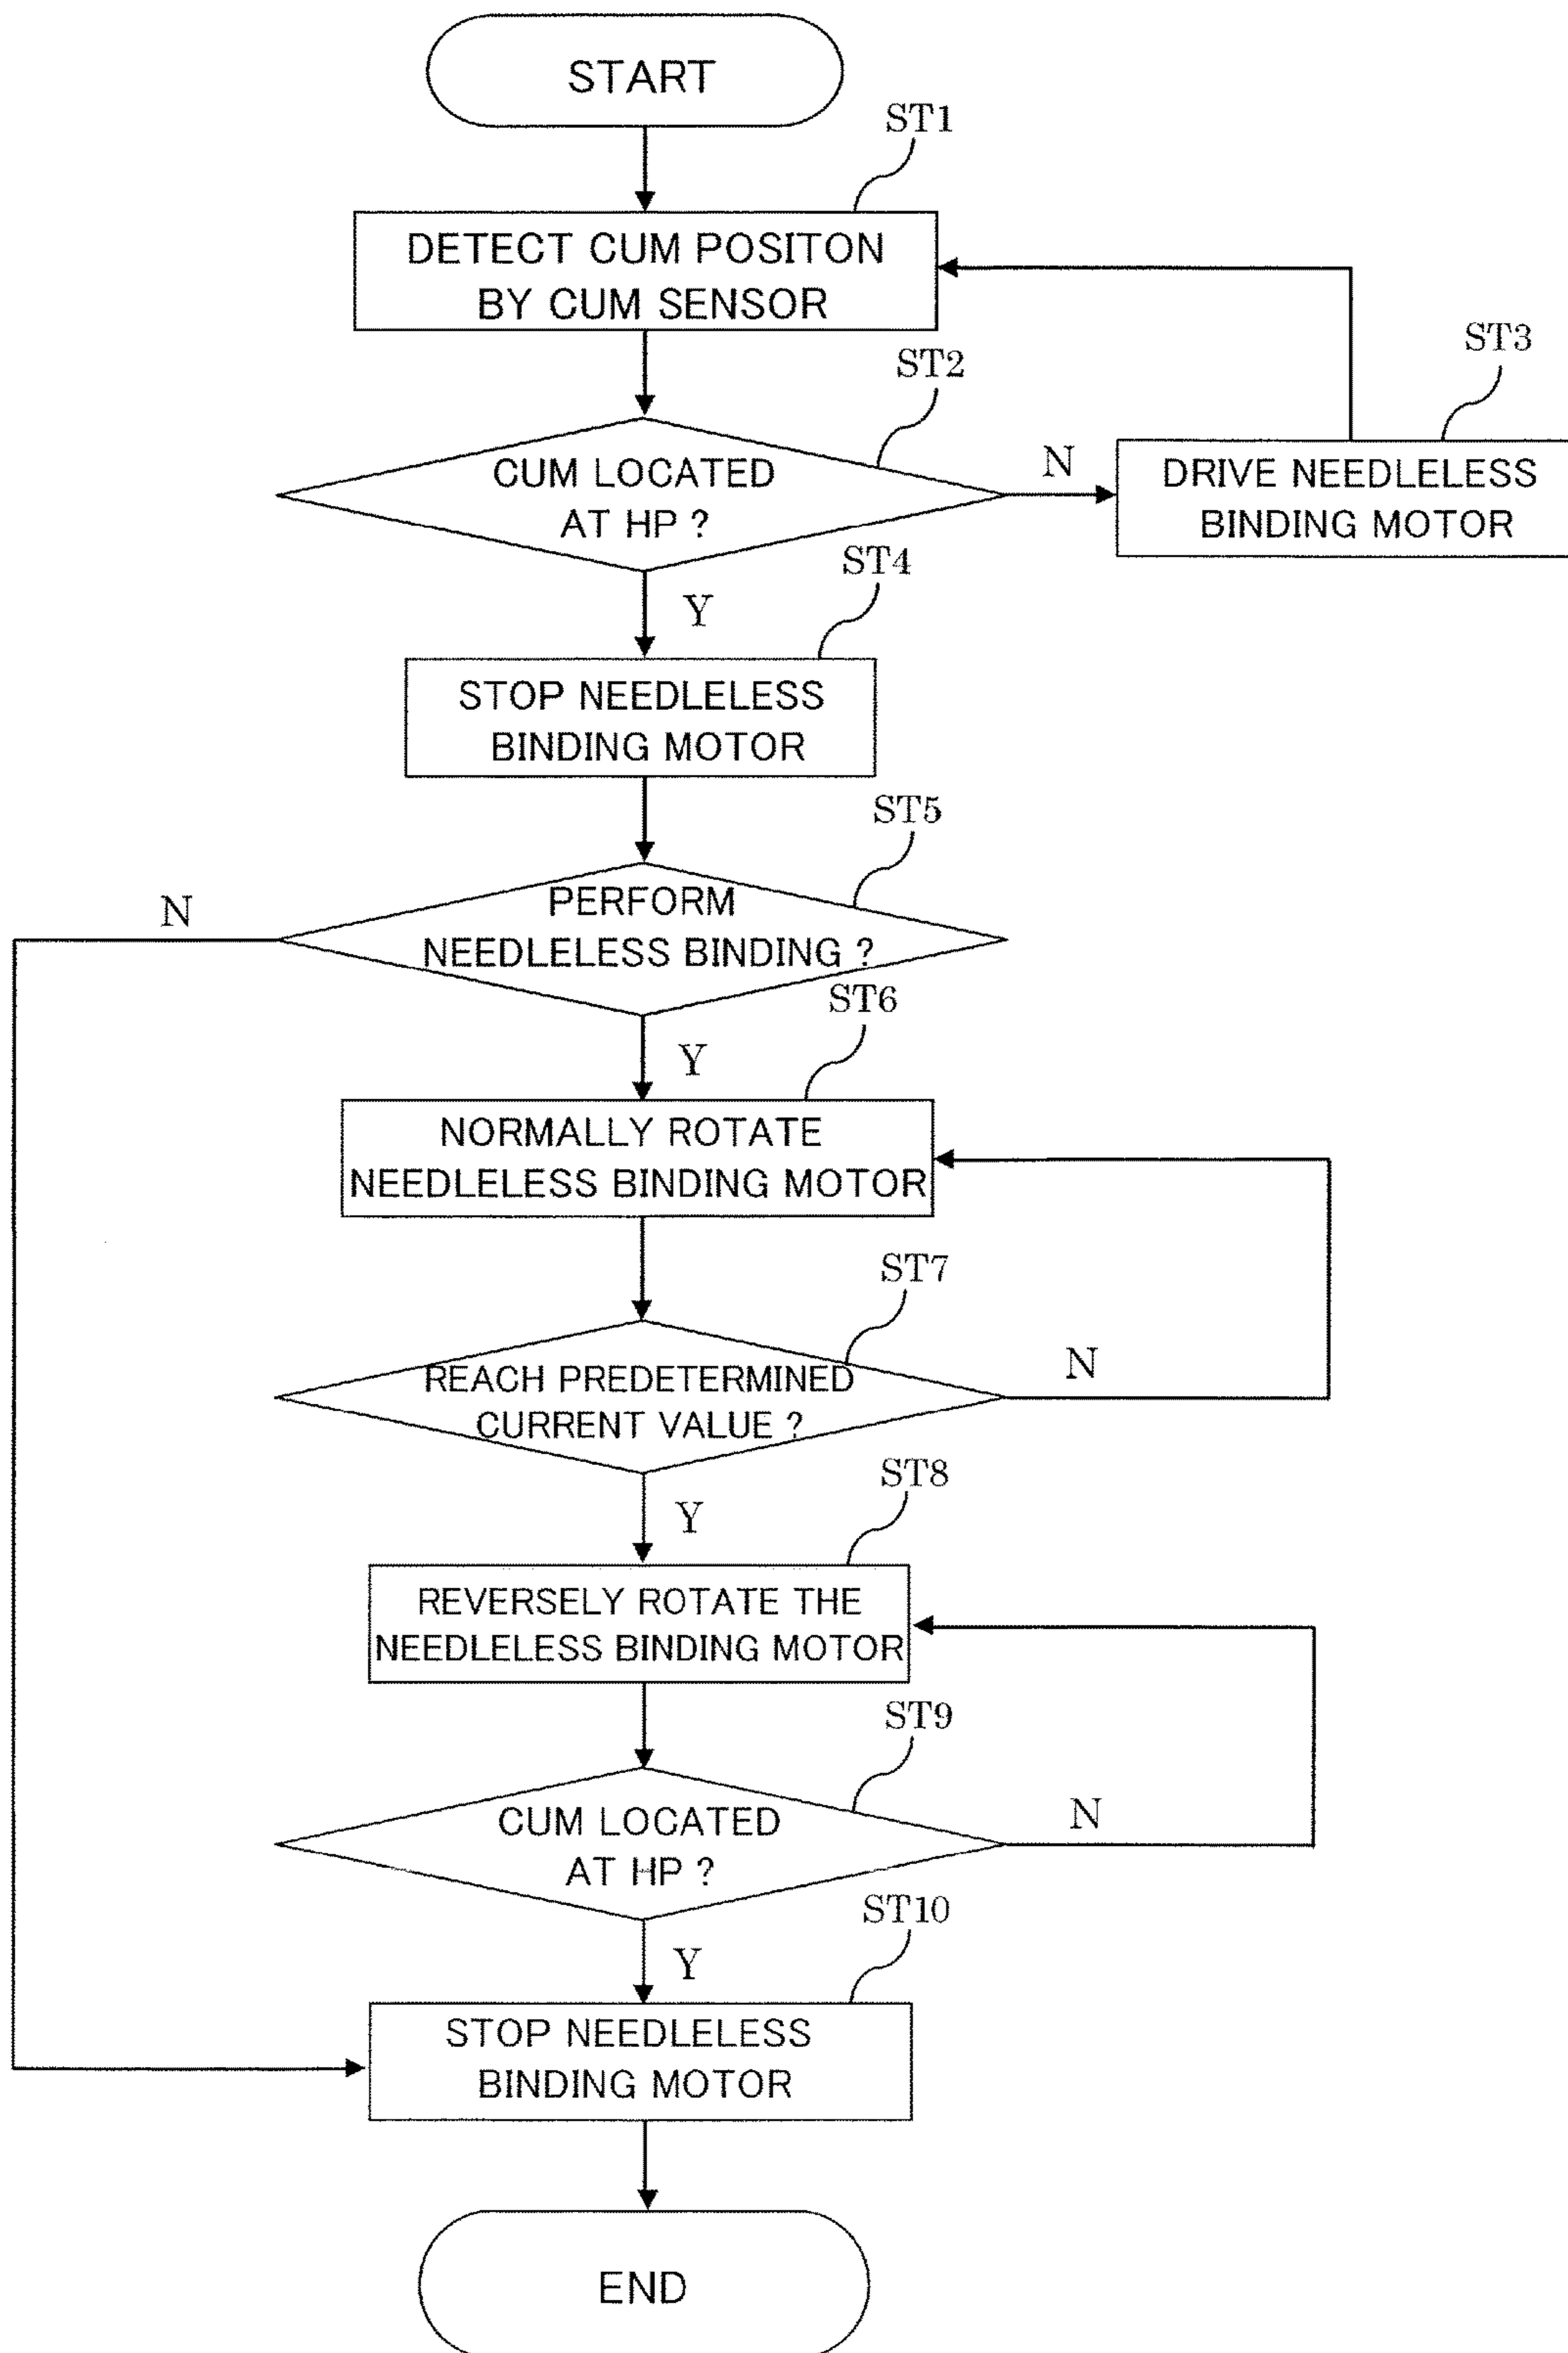 START
ST1
DETECT CUM POSITON
BY CUM SENSOR
ST2
ST3
CUM LOCATED
AT HP ?
N
DRIVE NEEDLELESS
BINDING MOTOR
ST4
Y
STOP NEEDLELESS
BINDING MOTOR
ST5
N
PERFORM
NEEDLELESS BINDING ?
ST6
Y
NORMALLY ROTATE
NEEDLELESS BINDING MOTOR
ST7
REACH PREDETERMINED
CURRENT VALUE ?
N
ST8
Y
REVERSELY ROTATE THE
NEEDLELESS BINDING MOTOR
ST9
CUM LOCATED
AT HP ?
N
ST10
Y
STOP NEEDLELESS
BINDING MOTOR
END